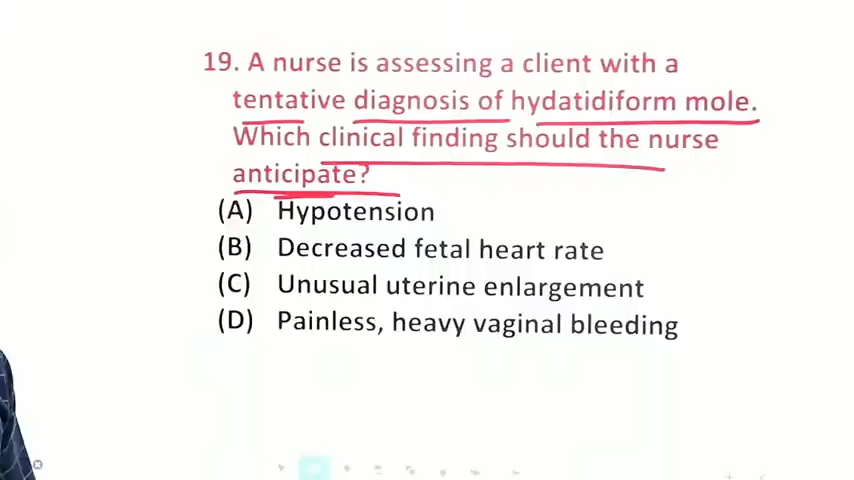 19. A nurse is assessing a client with a
tentative diagnosis of hydatidiform mole.
Which clinical finding should the nurse
anticipate?
(A) Hypotension
(B) Decreased fetal heart rate
(C) Unusual uterine enlargement
(D) Painless, heavy vaginal bleeding